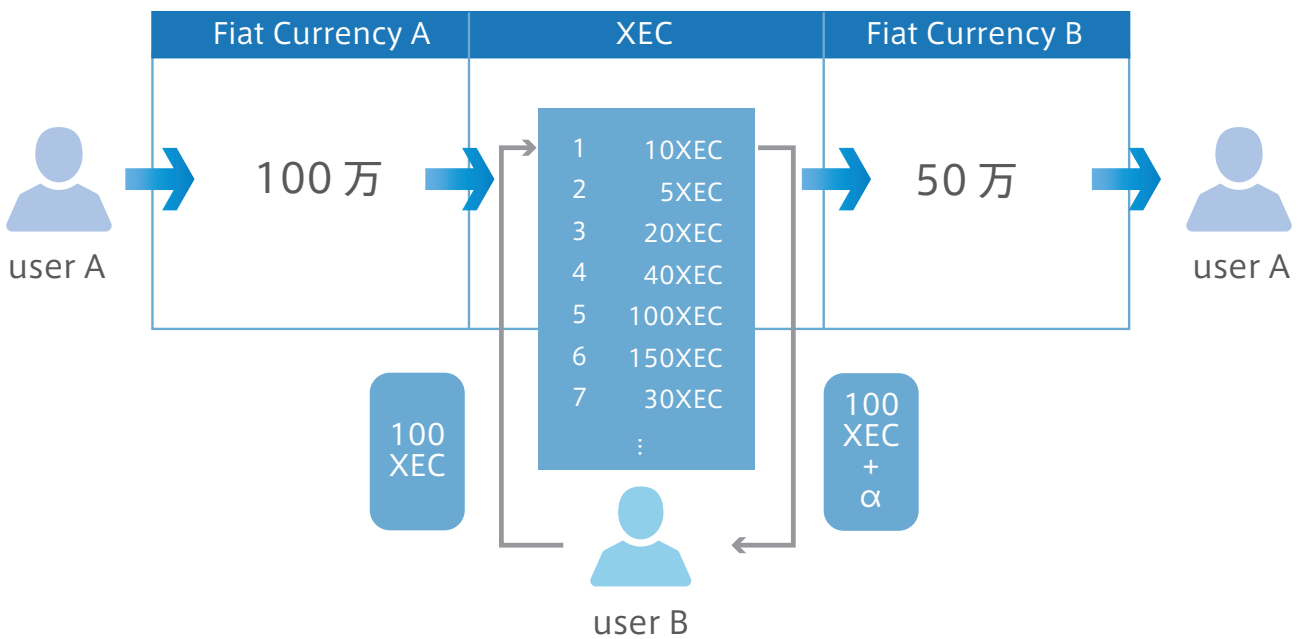 Fiat Currency A
XEC
Fiat Currency B
100 万
1 10XEC
2 5XEC
3 20XEC
4 40XEC
5 100XEC
6 150XEC
7 30XEC
⋮
50 万
user A
user A
100
XEC
100
XEC
+
α
user B